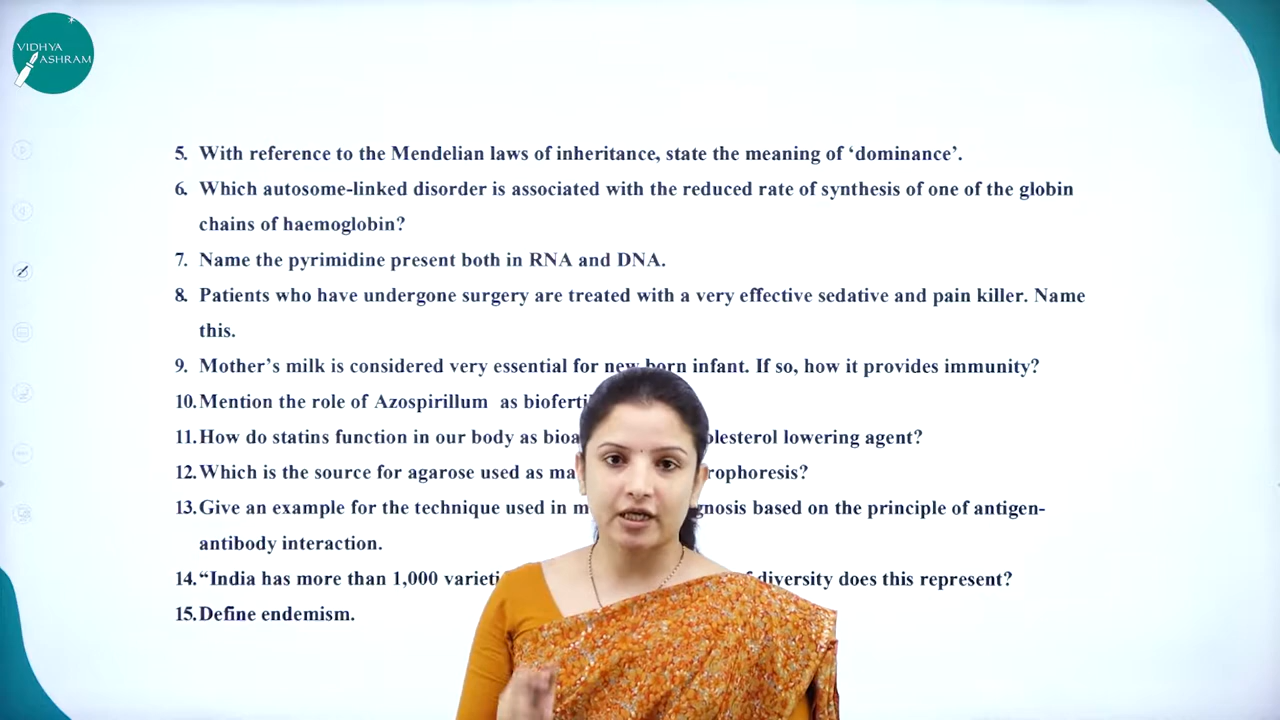 VIDHYA
ASHRAM
5. With reference to the Mendelian laws of inheritance, state the meaning of ‘dominance’.
6. Which autosome-linked disorder is associated with the reduced rate of synthesis of one of the globin
chains of haemoglobin?
7. Name the pyrimidine present both in RNA and DNA.
8. Patients who have undergone surgery are treated with a very effective sedative and pain killer. Name
this.
9. Mother’s milk is considered very essential for new born infant. If so, how it provides immunity?
10. Mention the role of Azospirillum as
11. How do statins function in our body as lowering agent?
12. Which is the source for agarose used as
13. Give an example for the technique used in based on the principle of antigen-
antibody interaction.
14. “India has more than 1,000 diversity does this represent?
15. Define endemism.